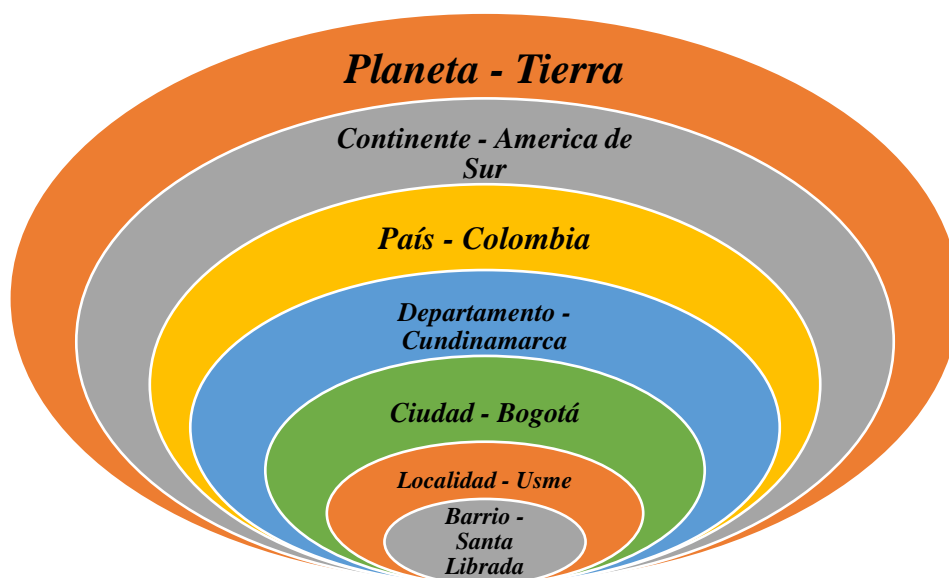 Planeta - Tierra
Continente - America de
Sur
País - Colombia
Departamento -
Cundinamarca
Ciudad - Bogotá
Localidad - Usme
Barrio -
Santa
Librada